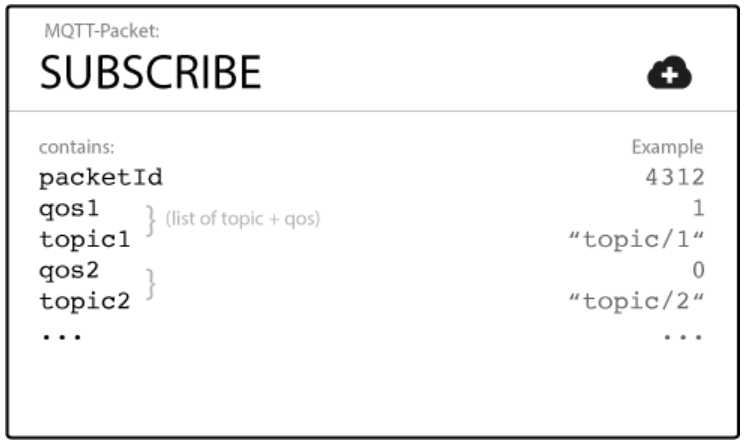 MQTT-Packet:
SUBSCRIBE
contains: Example
packetId 4312
qos1 1
} (list of topic + qos)
topic1 “topic/1“
qos2 0
}
topic2 “topic/2“
... ...